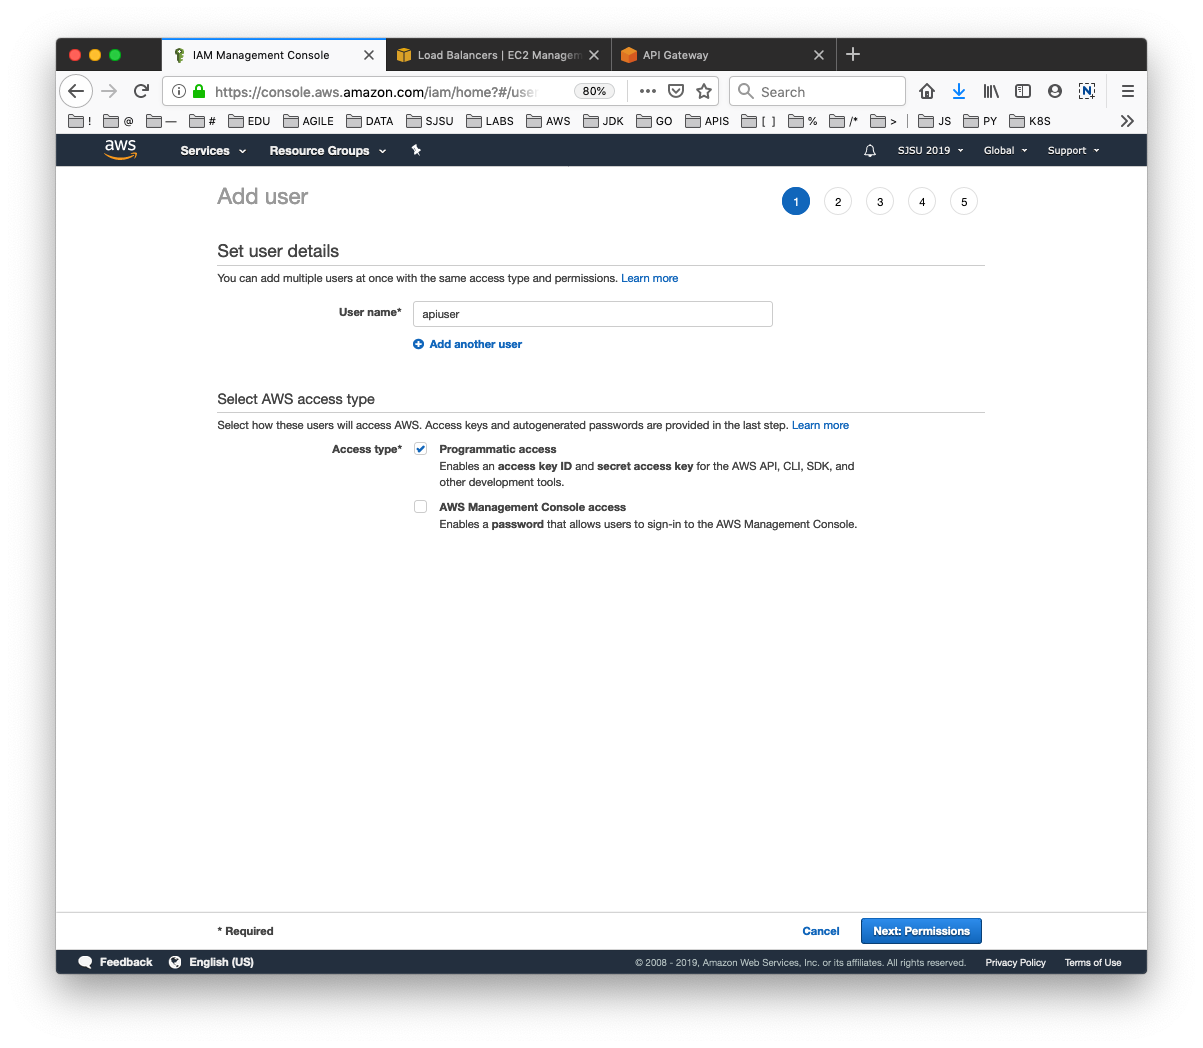 IAM Management Console
Load Balancers | EC2 Managem
API Gateway
https://console.aws.amazon.com/iam/home?#/user
80%
Search
!
@
—
#
EDU
AGILE
DATA
SJSU
LABS
AWS
JDK
GO
APIS
[ ]
%
/*
>
JS
PY
K8S
aws
Services
Resource Groups
SJSU 2019
Global
Support
Add user
1
2
3
4
5
Set user details
You can add multiple users at once with the same access type and permissions. Learn more
User name*
apiuser
Add another user
Select AWS access type
Select how these users will access AWS. Access keys and autogenerated passwords are provided in the last step. Learn more
Access type*
Programmatic access
Enables an access key ID and secret access key for the AWS API, CLI, SDK, and
other development tools.
AWS Management Console access
Enables a password that allows users to sign-in to the AWS Management Console.
* Required
Cancel
Next: Permissions
Feedback
English (US)
© 2008 - 2019, Amazon Web Services, Inc. or its affiliates. All rights reserved.
Privacy Policy
Terms of Use